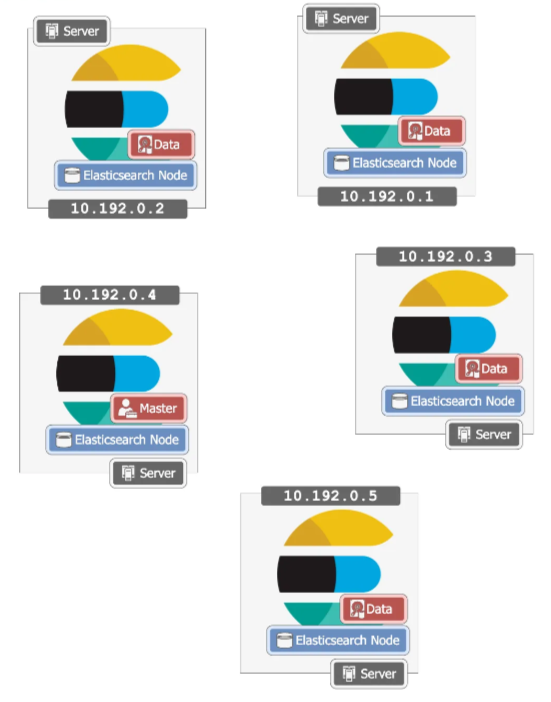 Server
Data
Elasticsearch Node
10.192.0.2
Server
Data
Elasticsearch Node
10.192.0.1
10.192.0.4
Master
Elasticsearch Node
Server
10.192.0.3
Data
Elasticsearch Node
Server
10.192.0.5
Data
Elasticsearch Node
Server